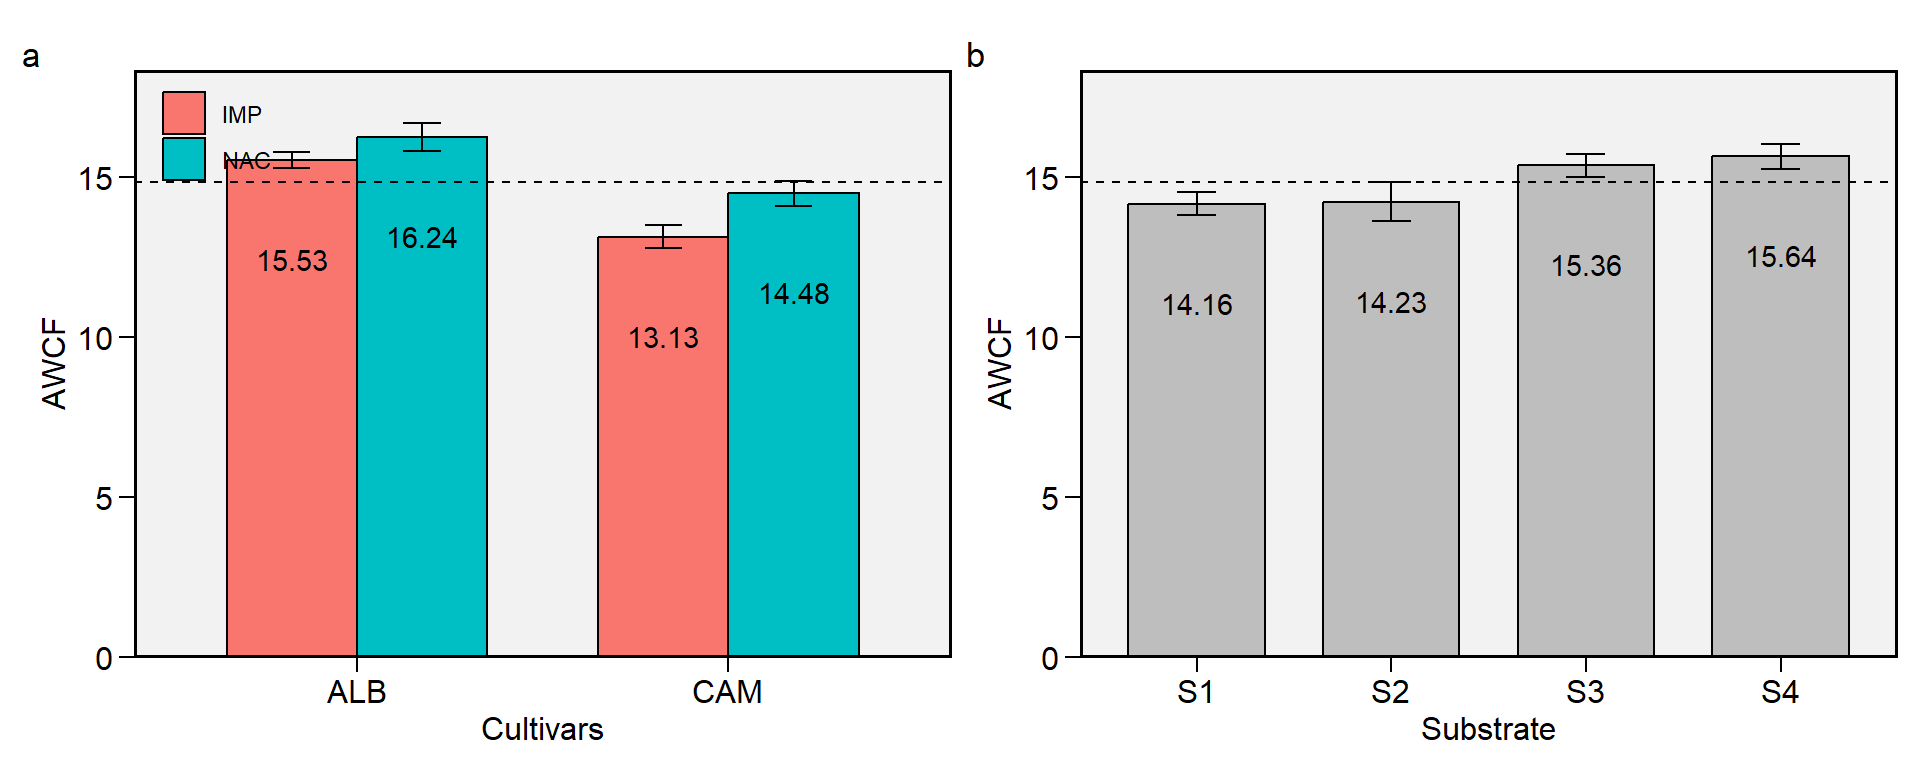 a
IMP
NAC
15
10
5
0
AWCF
15.53
16.24
13.13
14.48
ALB
CAM
Cultivars
b
15
10
5
0
AWCF
14.16
14.23
15.36
15.64
S1
S2
S3
S4
Substrate